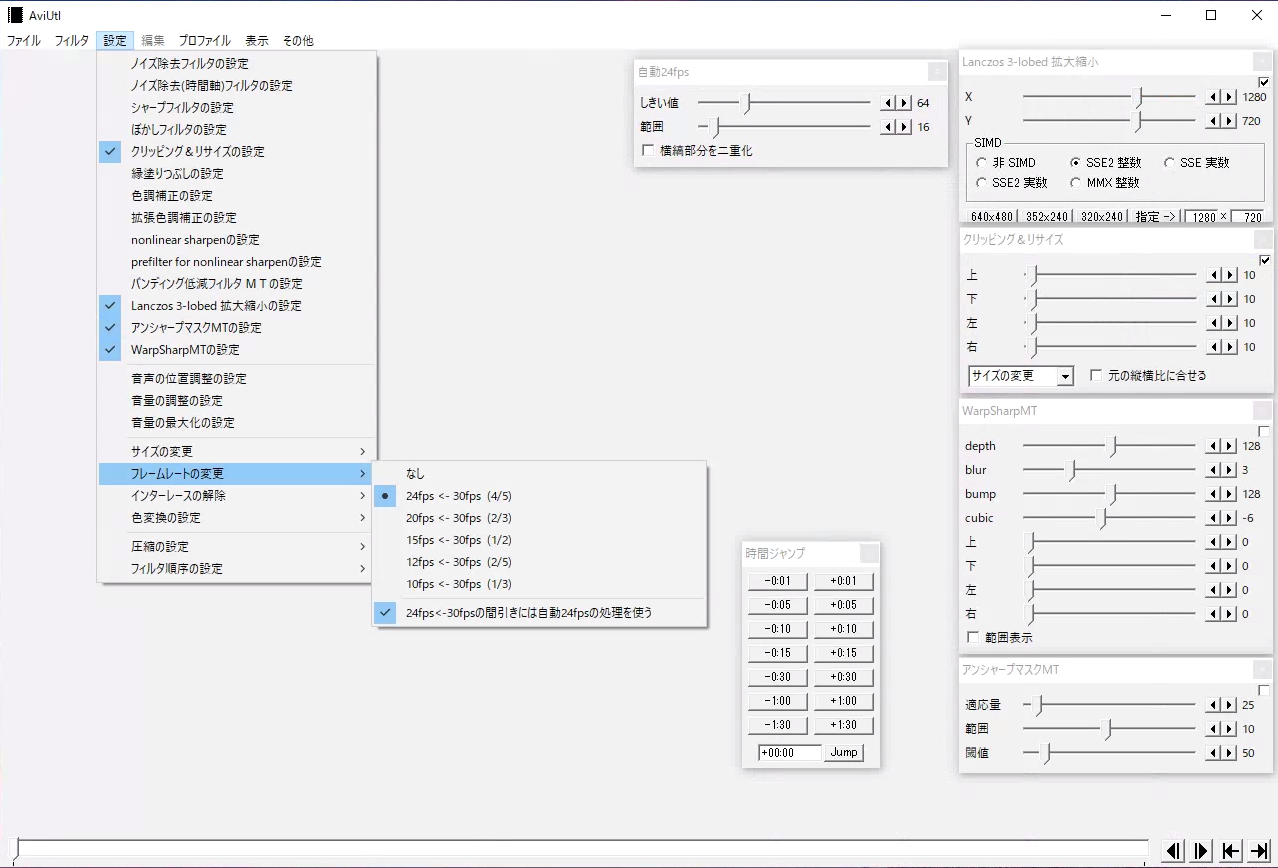 AviUtl
ファイル フィルタ 設定 編集 プロファイル 表示 その他
ノイズ除去フィルタの設定
ノイズ除去(時間軸)フィルタの設定
シャープフィルタの設定
ぼかしフィルタの設定
クリッピング＆リサイズの設定
縁塗りつぶしの設定
色調補正の設定
拡張色調補正の設定
nonlinear sharpenの設定
prefilter for nonlinear sharpenの設定
バンディング低減フィルタ ＭＴの設定
Lanczos 3-lobed 拡大縮小の設定
アンシャープマスクMTの設定
WarpSharpMTの設定
音声の位置調整の設定
音量の調整の設定
音量の最大化の設定
サイズの変更
フレームレートの変更
インターレースの解除
色変換の設定
圧縮の設定
フィルタ順序の設定
なし
24fps <- 30fps (4/5)
20fps <- 30fps (2/3)
15fps <- 30fps (1/2)
12fps <- 30fps (2/5)
10fps <- 30fps (1/3)
24fps<-30fpsの間引きには自動24fpsの処理を使う
自動24fps
しきい値 64
範囲 16
横縞部分を二重化
時間ジャンプ
-0:01 +0:01
-0:05 +0:05
-0:10 +0:10
-0:15 +0:15
-0:30 +0:30
-1:00 +1:00
-1:30 +1:30
+00:00 Jump
Lanczos 3-lobed 拡大縮小
X 1280
Y 720
SIMD
非 SIMD SSE2 整数 SSE 実数
SSE2 実数 MMX 整数
640x480 352x240 320x240 指定 -> 1280 × 720
クリッピング＆リサイズ
上 10
下 10
左 10
右 10
サイズの変更 元の縦横比に合せる
WarpSharpMT
depth 128
blur 3
bump 128
cubic -6
上 0
下 0
左 0
右 0
範囲表示
アンシャープマスクMT
適応量 25
範囲 10
閾値 50